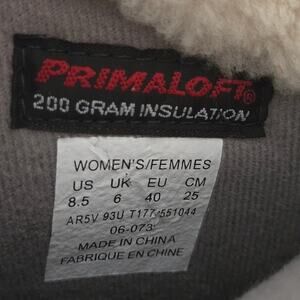 PRIMALOFT®
200 GRAM INSULATION
WOMEN'S/FEMMES
US UK EU CM
8.5 6 40 25
AR5V 93U T177 551044
06-073
MADE IN CHINA
FABRIQUE EN CHINE